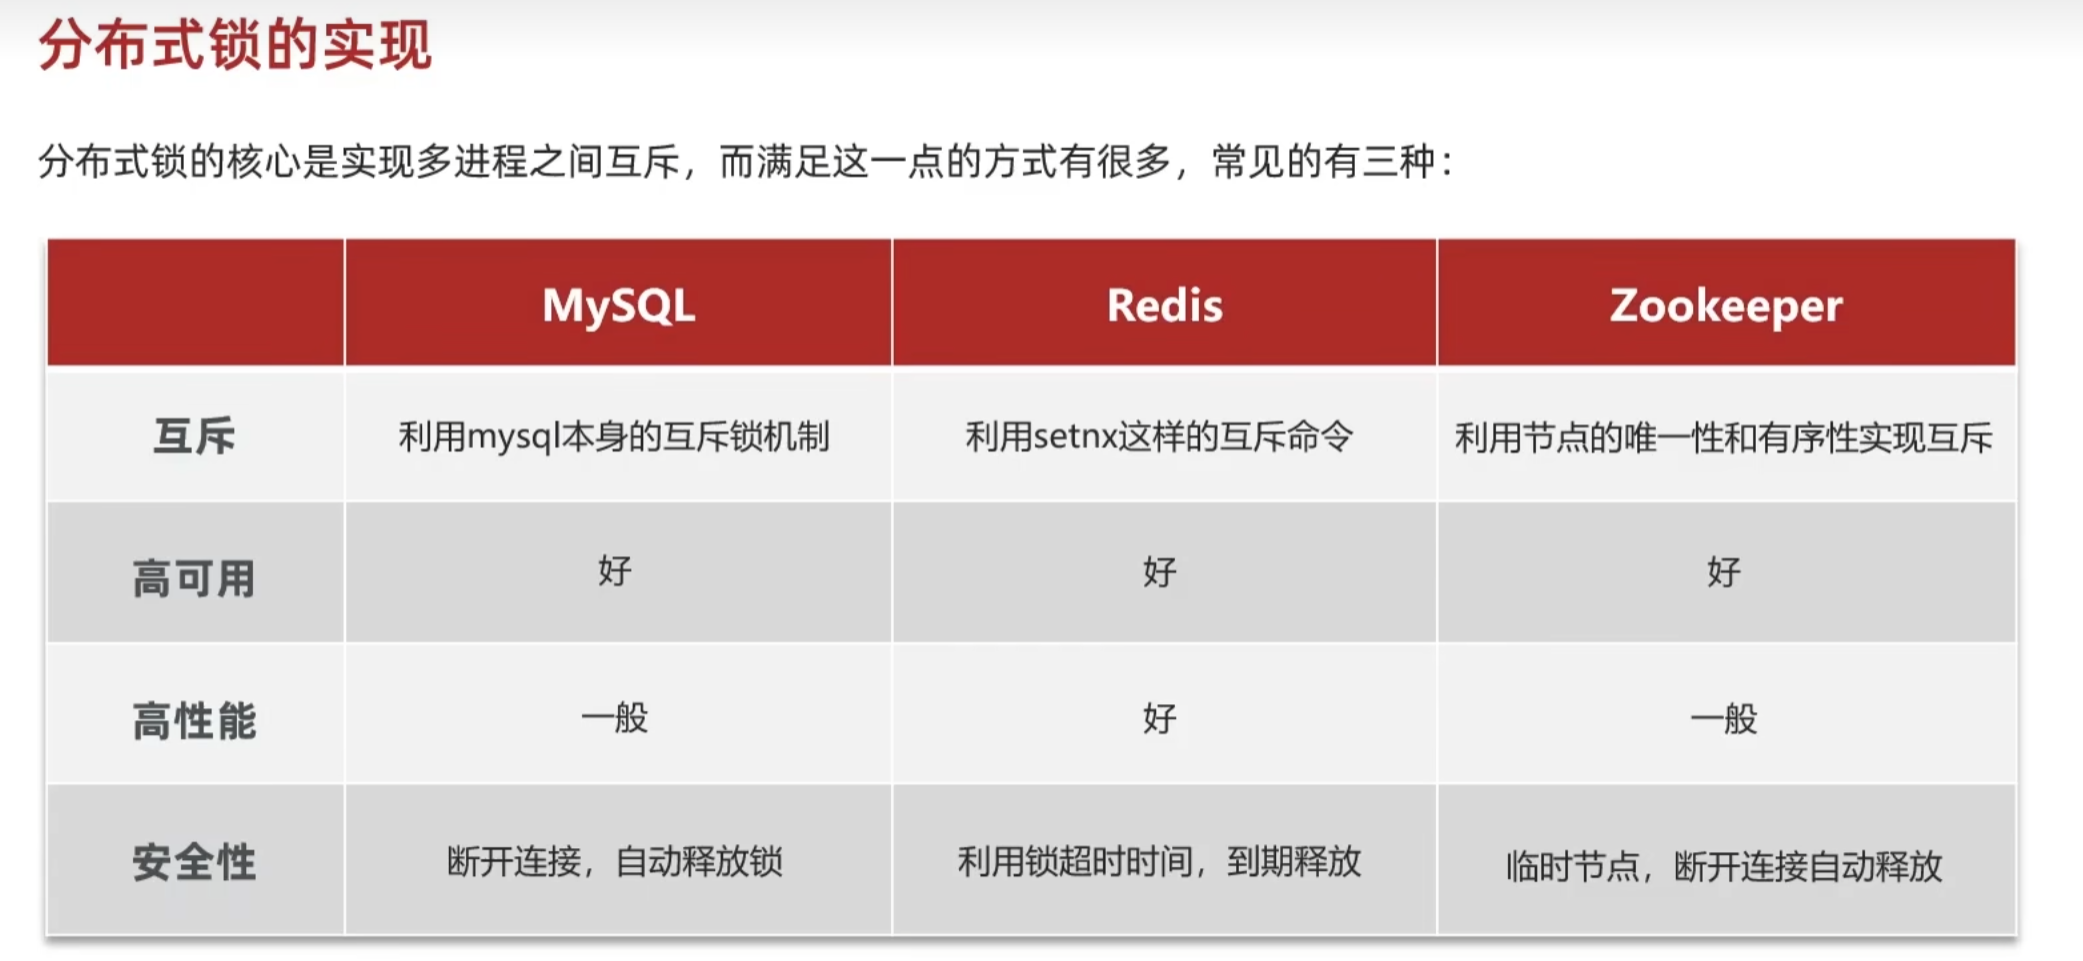 分布式锁的实现
分布式锁的核心是实现多进程之间互斥，而满足这一点的方式有很多，常见的有三种：
MySQL Redis Zookeeper
互斥 利用mysql本身的互斥锁机制 利用setnx这样的互斥命令 利用节点的唯一性和有序性实现互斥
高可用 好 好 好
高性能 一般 好 一般
安全性 断开连接，自动释放锁 利用锁超时时间，到期释放 临时节点，断开连接自动释放